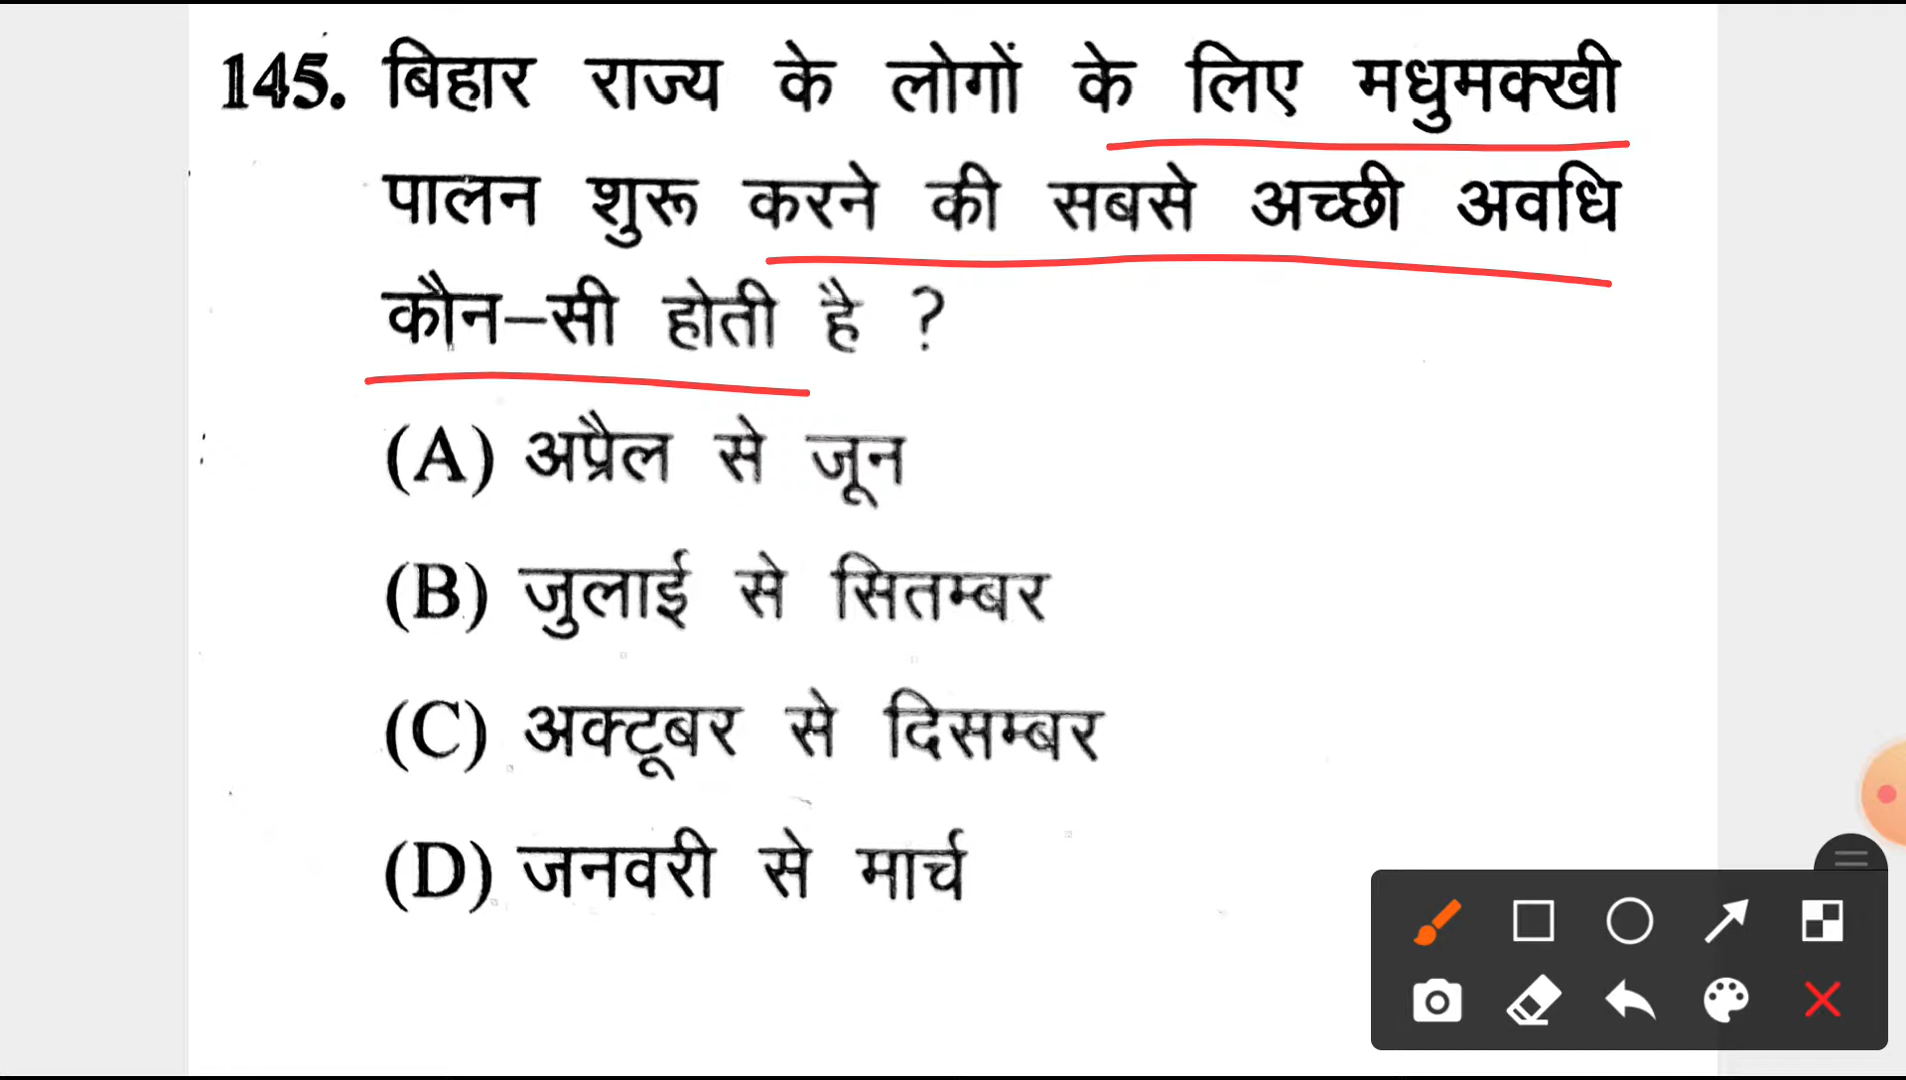 145. बिहार राज्य के लोगों के लिए मधुमक्खी
पालन शुरू करने की सबसे अच्छी अवधि
कौन-सी होती है ?
(A) अप्रैल से जून
(B) जुलाई से सितम्बर
(C) अक्टूबर से दिसम्बर
(D) जनवरी से मार्च